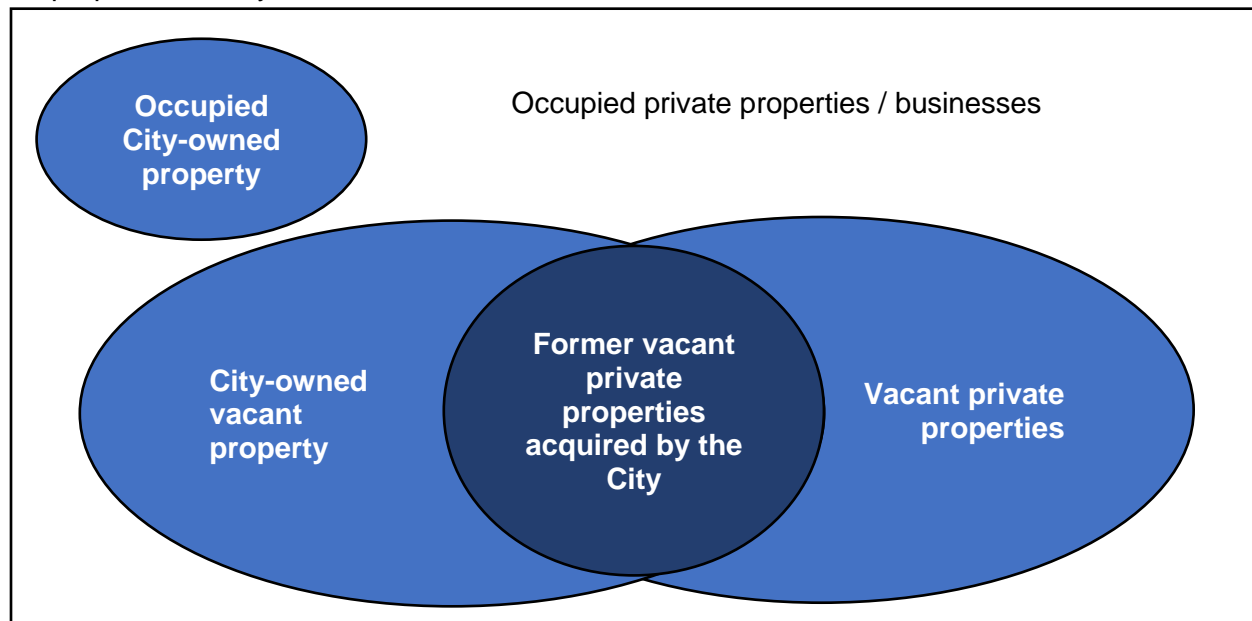 Occupied
City-owned
property
Occupied private properties / businesses
City-owned
vacant
property
Former vacant
private
properties
acquired by the
City
Vacant private
properties